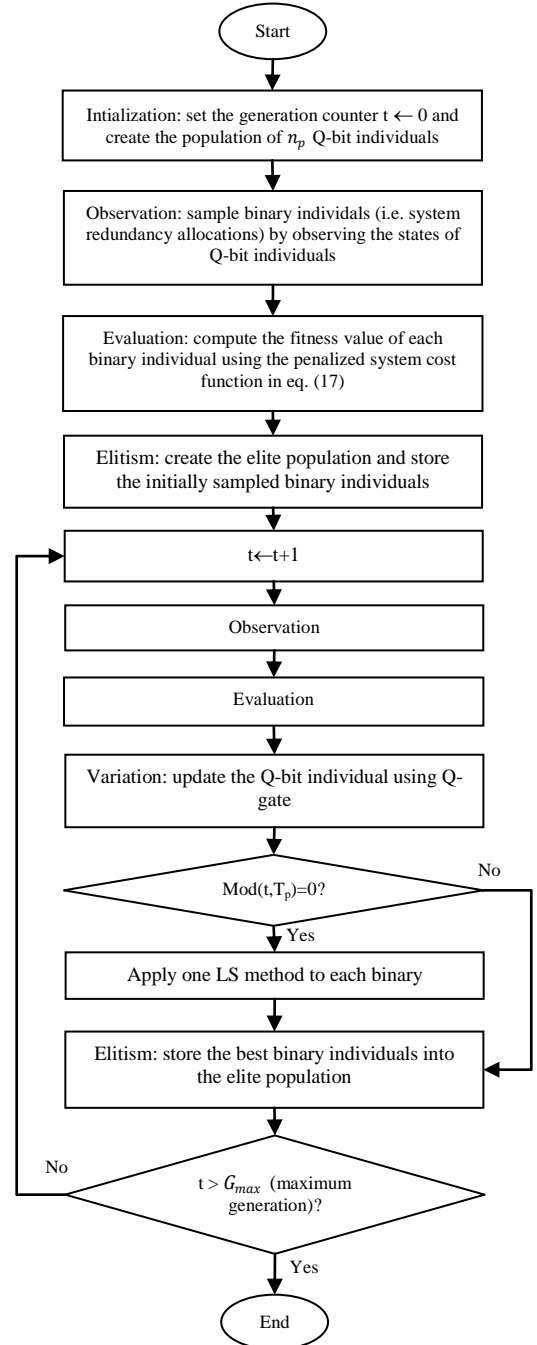 Start
Intialization: set the generation counter t ← 0 and
create the population of n_p Q-bit individuals
Observation: sample binary individals (i.e. system
redundancy allocations) by observing the states of
Q-bit individuals
Evaluation: compute the fitness value of each
binary individual using the penalized system cost
function in eq. (17)
Elitism: create the elite population and store
the initially sampled binary individuals
t←t+1
Observation
Evaluation
Variation: update the Q-bit individual using Q-
gate
Mod(t,T_p)=0?
No
Yes
Apply one LS method to each binary
Elitism: store the best binary individuals into
the elite population
No
t > G_max (maximum
generation)?
Yes
End